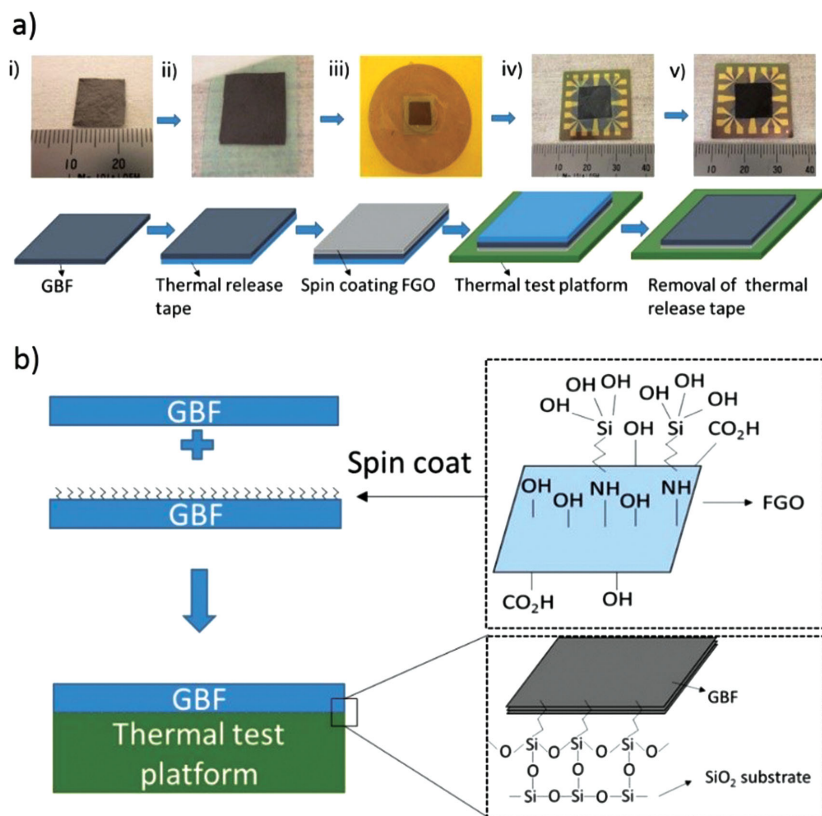 a)
i)
ii)
iii)
iv)
v)
10 20
10 20 30 40
10 20 30 40
GBF
Thermal release
tape
Spin coating FGO
Thermal test platform
Removal of thermal
release tape
b)
GBF
GBF
Spin coat
OH
OH
OH
Si
OH
OH
OH
OH
Si
CO2H
OH
OH
NH
OH
NH
FGO
CO2H
OH
GBF
Thermal test
platform
GBF
O Si O Si O Si O
O O O
Si O Si O Si
SiO2 substrate